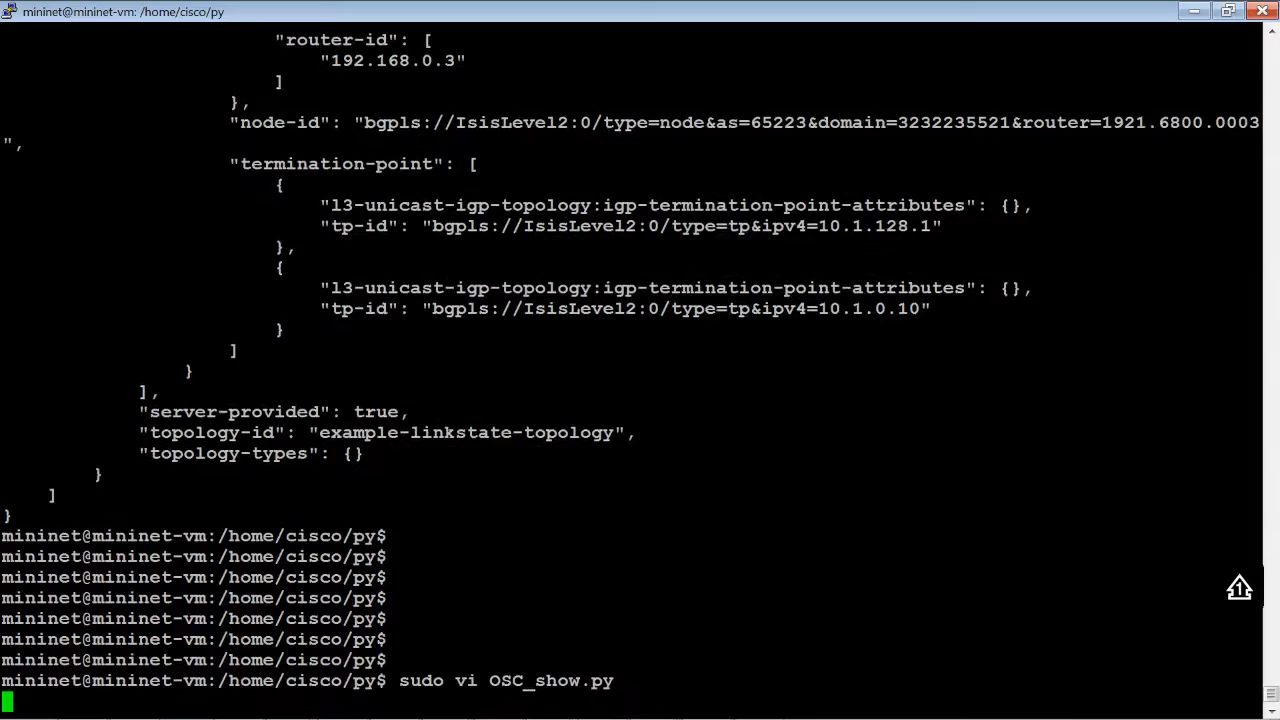 mininet@mininet-vm: /home/cisco/py
"router-id": [
"192.168.0.3"
]
},
"node-id": "bgpls://IsisLevel2:0/type=node&as=65223&domain=3232235521&router=1921.6800.0003
",
"termination-point": [
{
"l3-unicast-igp-topology:igp-termination-point-attributes": {},
"tp-id": "bgpls://IsisLevel2:0/type=tp&ipv4=10.1.128.1"
},
{
"l3-unicast-igp-topology:igp-termination-point-attributes": {},
"tp-id": "bgpls://IsisLevel2:0/type=tp&ipv4=10.1.0.10"
}
]
}
],
"server-provided": true,
"topology-id": "example-linkstate-topology",
"topology-types": {}
}
]
}
mininet@mininet-vm:/home/cisco/py$
mininet@mininet-vm:/home/cisco/py$
mininet@mininet-vm:/home/cisco/py$
mininet@mininet-vm:/home/cisco/py$
mininet@mininet-vm:/home/cisco/py$
mininet@mininet-vm:/home/cisco/py$
mininet@mininet-vm:/home/cisco/py$
mininet@mininet-vm:/home/cisco/py$ sudo vi OSC_show.py